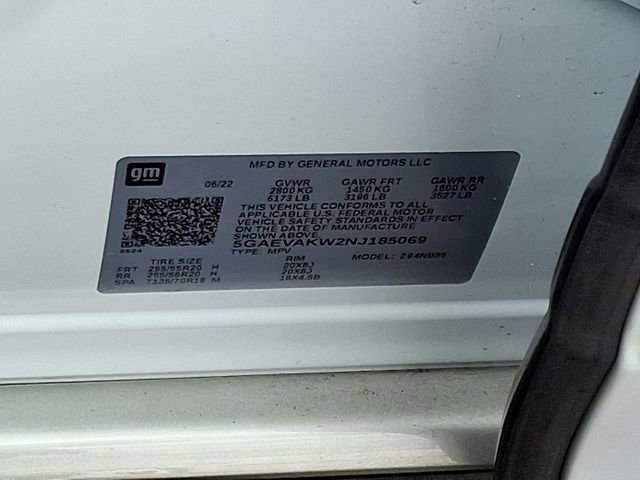 gm
MFD BY GENERAL MOTORS LLC
06/22 GVWR GAWR FRT GAWR RR
2800 KG 1450 KG 1600 KG
6173 LB 3196 LB 3527 LB
THIS VEHICLE CONFORMS TO ALL
APPLICABLE U.S. FEDERAL MOTOR
VEHICLE SAFETY STANDARDS IN EFFECT
ON THE DATE OF MANUFACTURE
SHOWN ABOVE.
5GAEVAKW2NJ185069
TYPE: MPV MODEL:
TIRE SIZE RIM
FRT 255/55R20 H 20X8J
RR 255/55R20 H 20X8J
SPA T135/70R18 M 18X4.5B